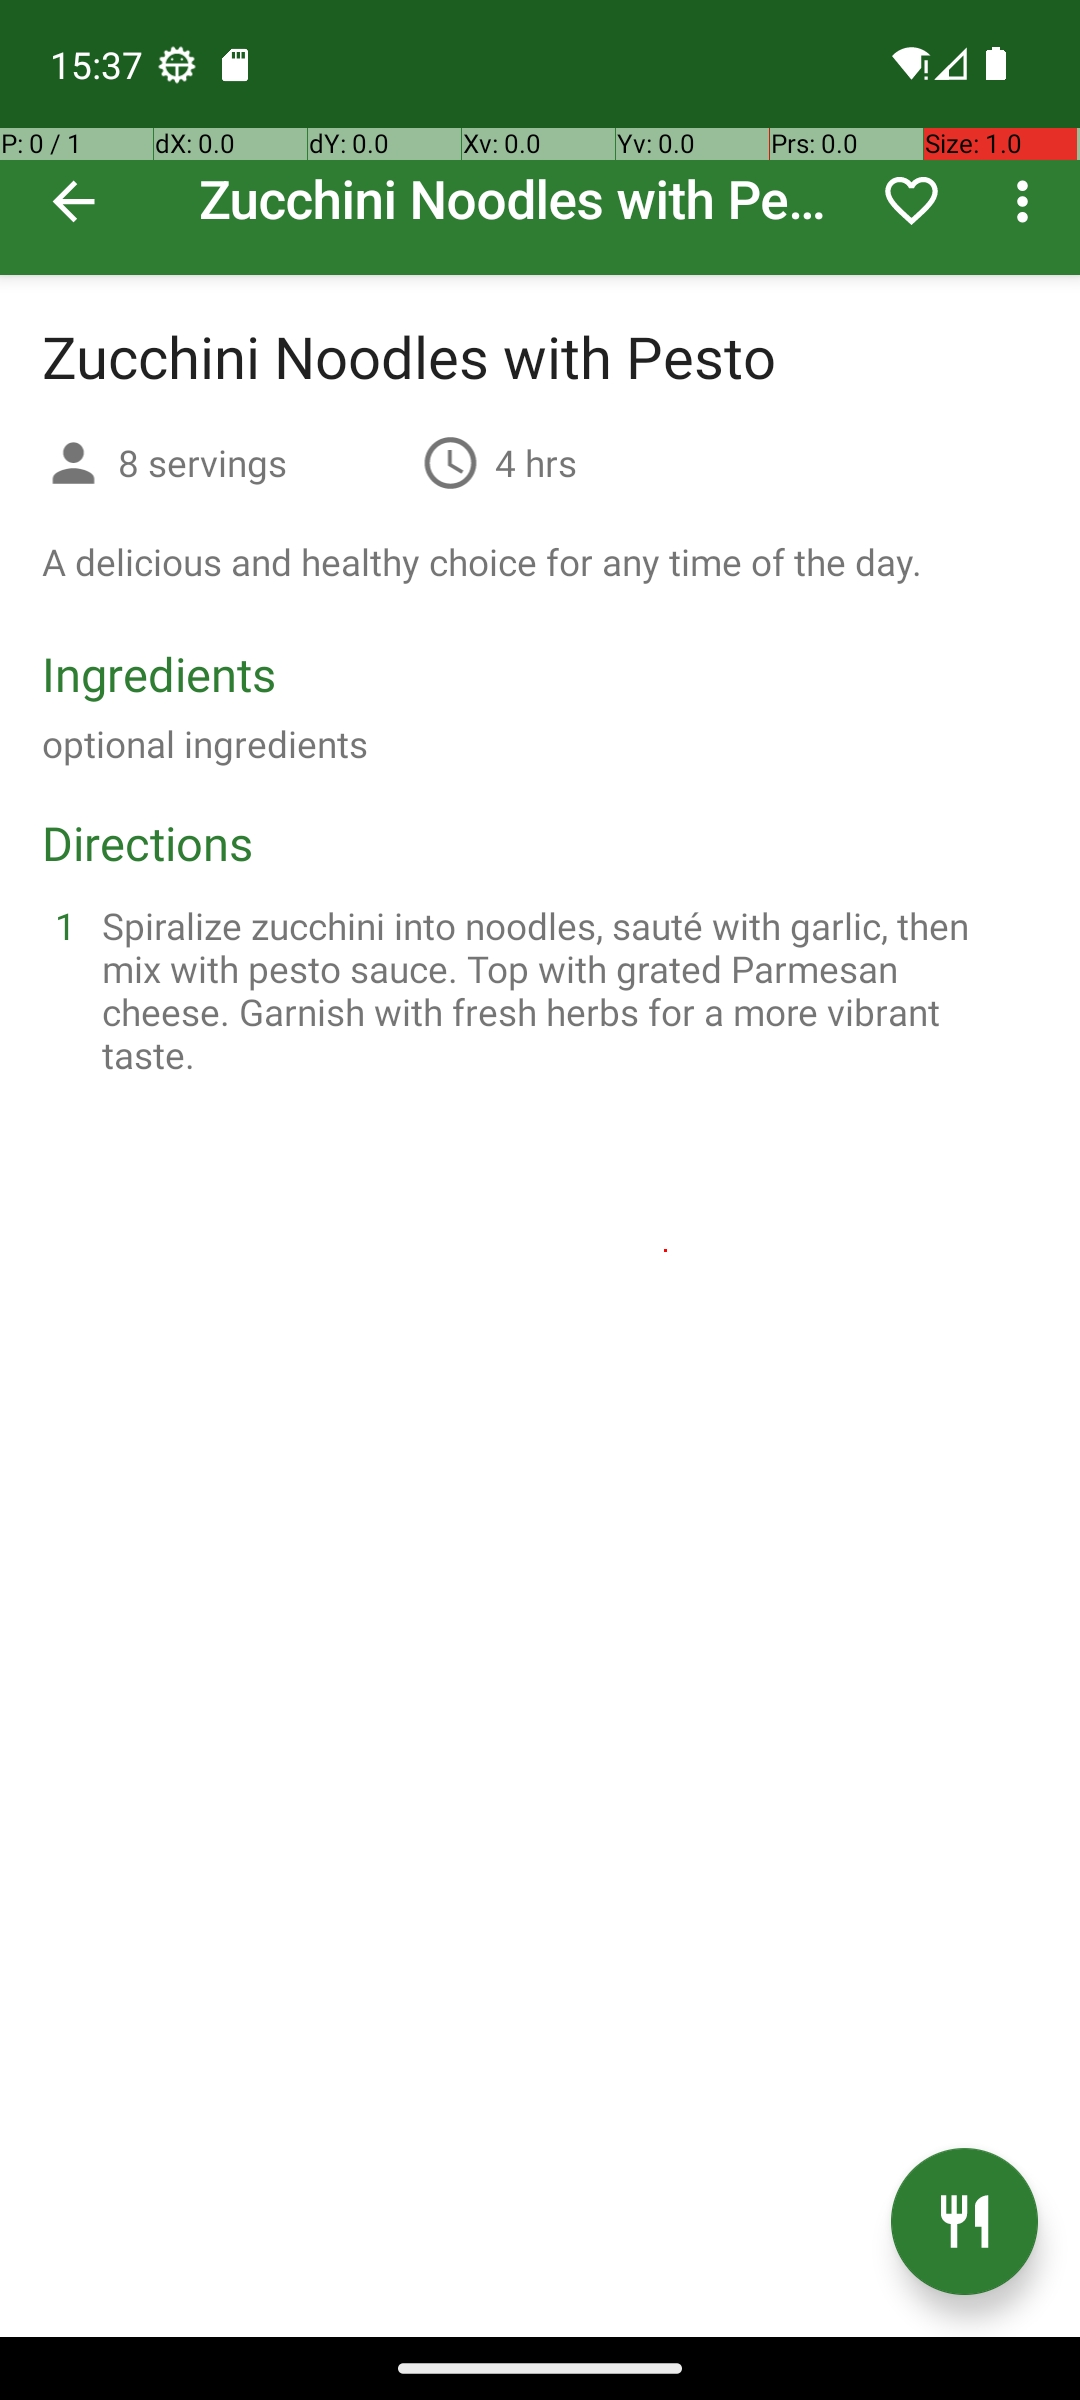 15:37
P: 0 / 1 dX: 0.0 dY: 0.0 Xv: 0.0 Yv: 0.0 Prs: 0.0 Size: 1.0
Zucchini Noodles with Pe...
Zucchini Noodles with Pesto
8 servings 4 hrs
A delicious and healthy choice for any time of the day.
Ingredients
optional ingredients
Directions
1 Spiralize zucchini into noodles, sauté with garlic, then
mix with pesto sauce. Top with grated Parmesan
cheese. Garnish with fresh herbs for a more vibrant
taste.